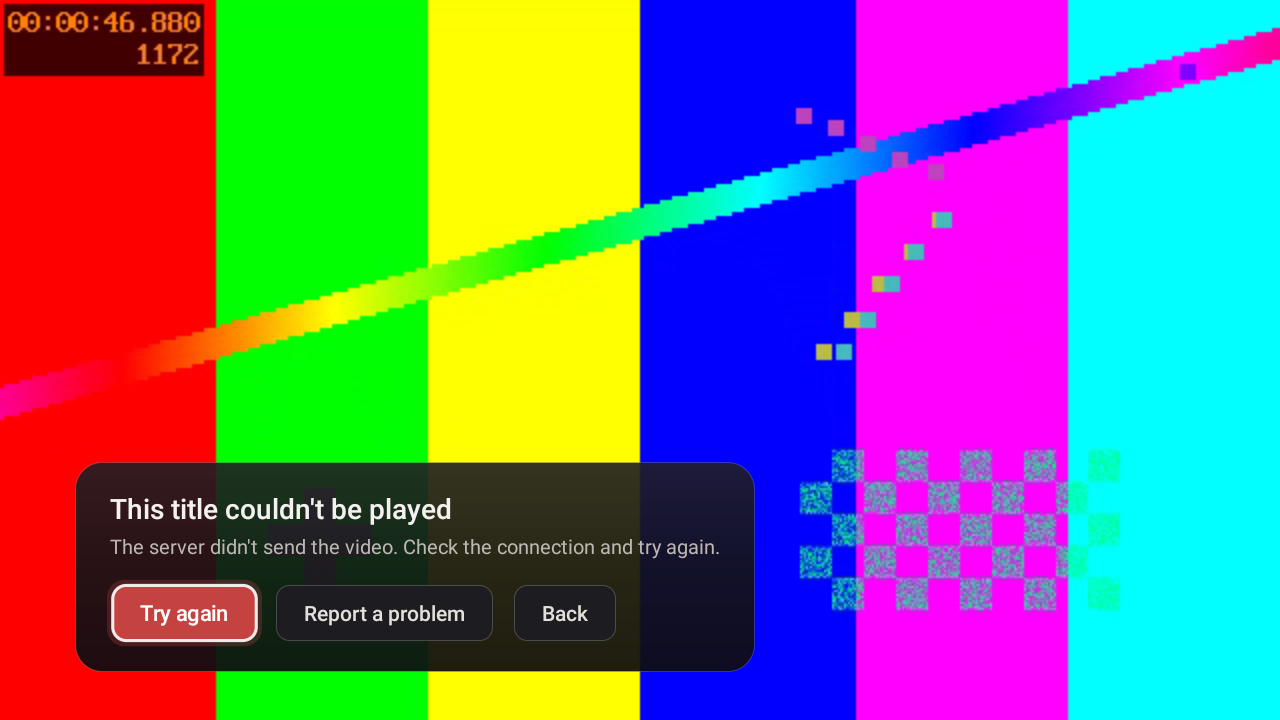 00:00:46.880
1172
This title couldn't be played
The server didn't send the video. Check the connection and try again.
Try again
Report a problem
Back